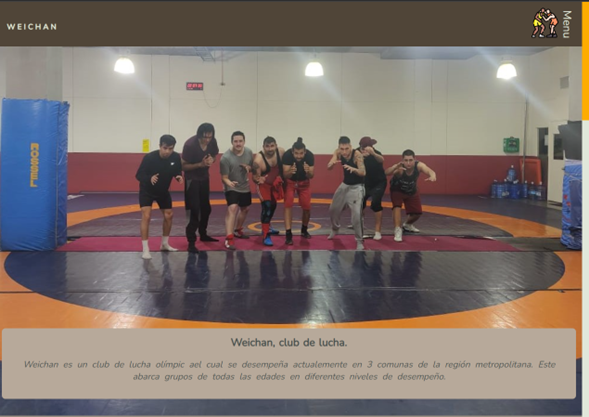 WEICHAN
Menu
Weichan, club de lucha.
Weichan es un club de lucha olímpic ael cual se desempeña actualemente en 3 comunas de la región metropolitana. Este
abarca grupos de todas las edades en diferentes niveles de desempeño.